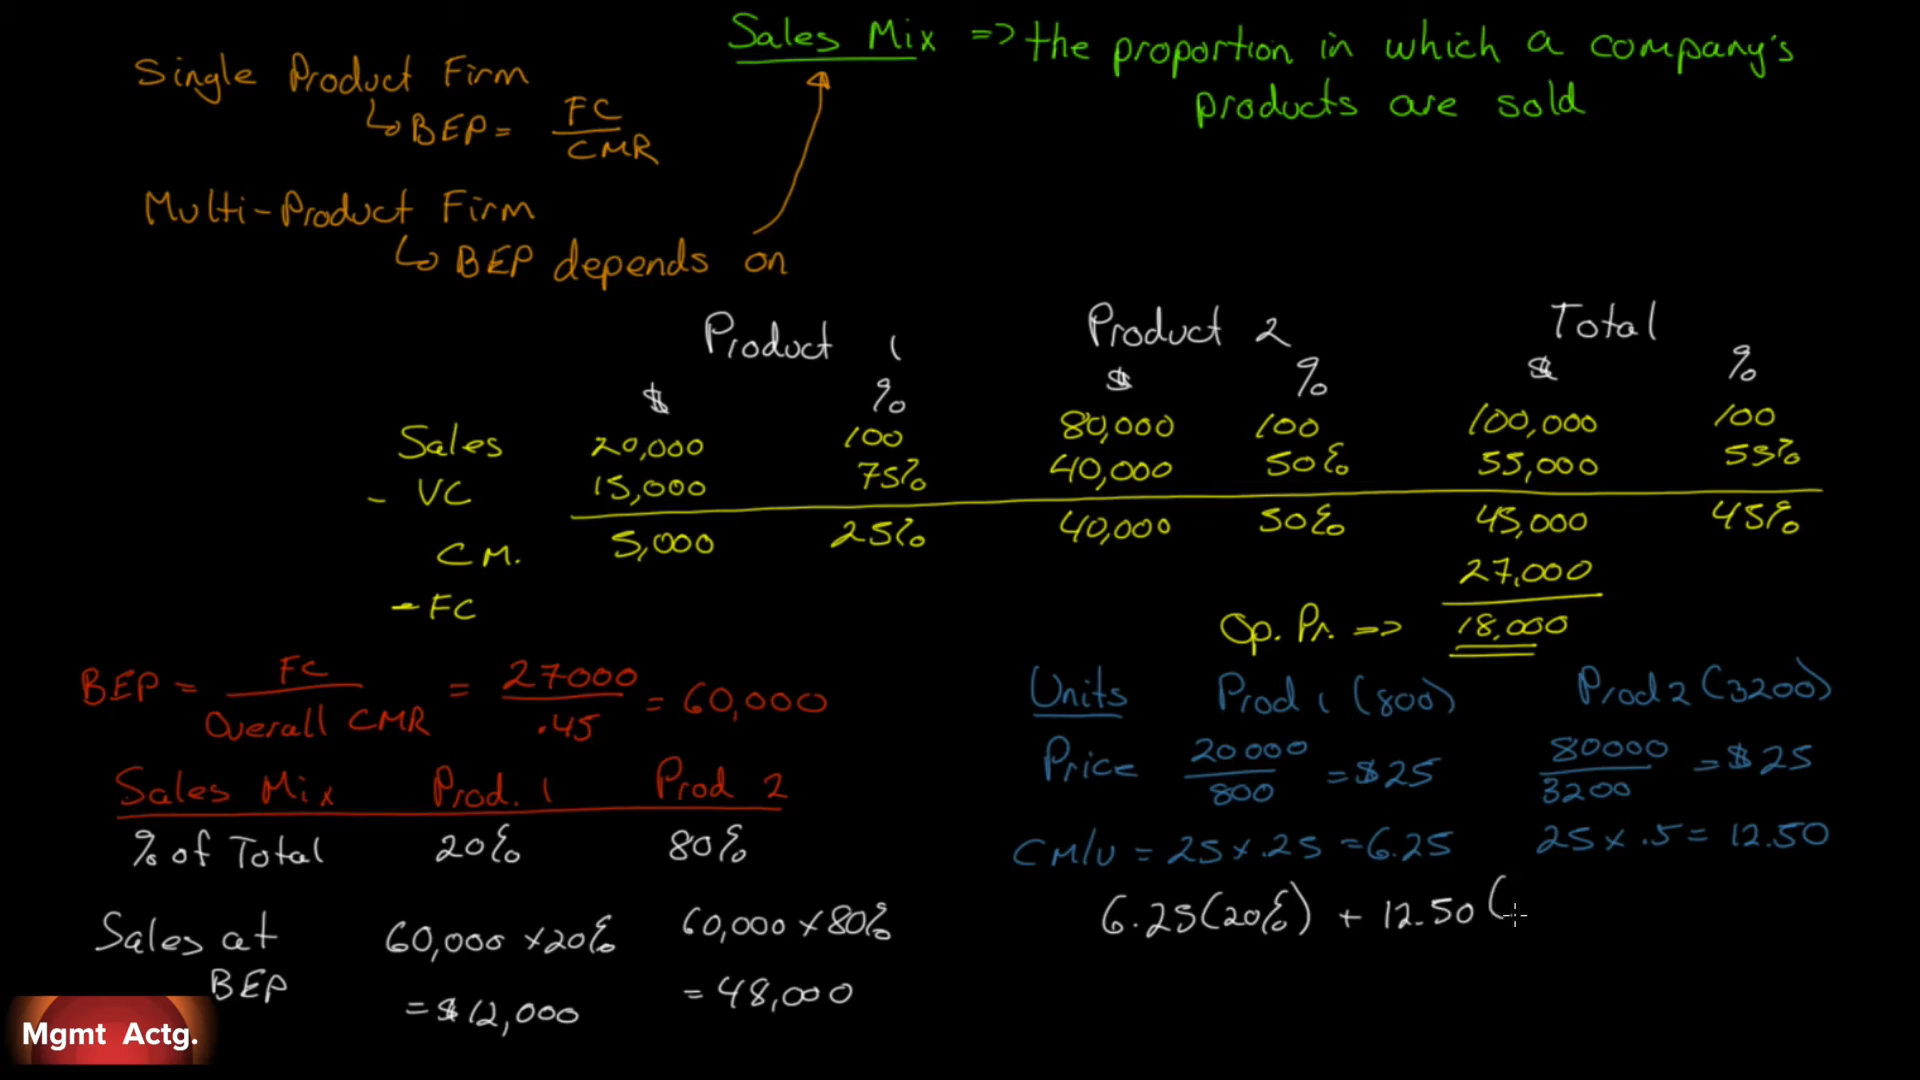 Sales Mix => the proportion in which a company's
products are sold
Single Product Firm
↳ BEP = FC / CMR
Multi-Product Firm
↳ BEP depends on
Product 1 Product 2 Total
$ % $ % $ %
Sales 20,000 100 80,000 100 100,000 100
- VC 15,000 75% 40,000 50% 55,000 55%
CM. 5,000 25% 40,000 50% 45,000 45%
- FC 27,000
Op. Pr. => 18,000
BEP = FC / Overall CMR = 27000 / .45 = 60,000
Sales Mix Prod. 1 Prod 2
% of Total 20% 80%
Sales at BEP 60,000 x 20% 60,000 x 80%
= $12,000 = 48,000
Units Prod 1 (800) Prod 2 (3200)
Price 20000 / 800 = $25 80000 / 3200 = $25
CM/U = 25 x .25 = 6.25 25 x .5 = 12.50
6.25(20%) + 12.50 (
Mgmt Actg.